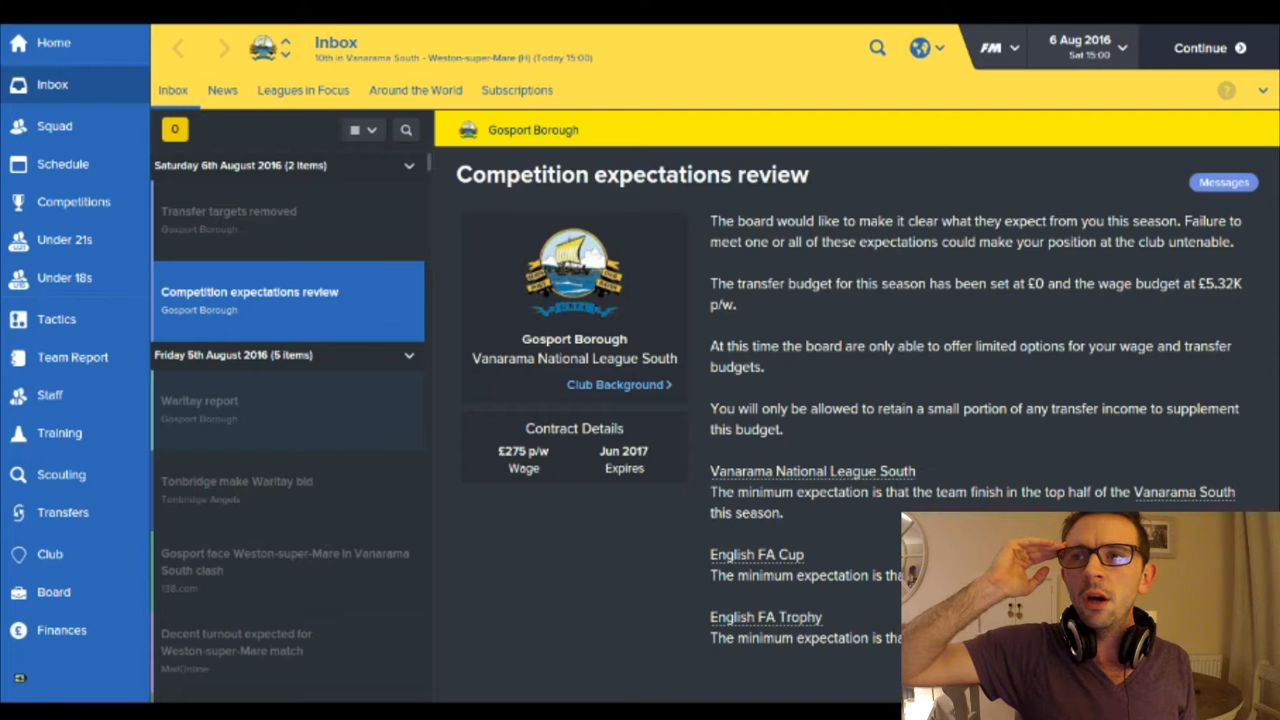 Home
Inbox
Squad
Schedule
Competitions
Under 21s
Under 18s
Tactics
Team Report
Staff
Training
Scouting
Transfers
Club
Board
Finances
Inbox
10th in Vanarama South - Weston-super-Mare (H) (Today 15:00)
FM
6 Aug 2016
Sat 15:00
Continue
Inbox
News
Leagues in Focus
Around the World
Subscriptions
?
0
Saturday 6th August 2016 (2 Items)
Transfer targets removed
Gosport Borough
Competition expectations review
Gosport Borough
Friday 5th August 2016 (5 items)
Waritay report
Gosport Borough
Tonbridge make Waritay bid
Tonbridge Angels
Gosport face Weston-super-Mare in Vanarama
South clash
138.com
Decent turnout expected for
Weston-super-Mare match
MailOnline
Gosport Borough
Competition expectations review
Messages
Gosport Borough
Vanarama National League South
Club Background >
Contract Details
£275 p/w
Jun 2017
Wage
Expires
The board would like to make it clear what they expect from you this season. Failure to
meet one or all of these expectations could make your position at the club untenable.
The transfer budget for this season has been set at £0 and the wage budget at £5.32K
p/w.
At this time the board are only able to offer limited options for your wage and transfer
budgets.
You will only be allowed to retain a small portion of any transfer income to supplement
this budget.
Vanarama National League South
The minimum expectation is that the team finish in the top half of the Vanarama South
this season.
English FA Cup
The minimum expectation is
English FA Trophy
The minimum expectation is